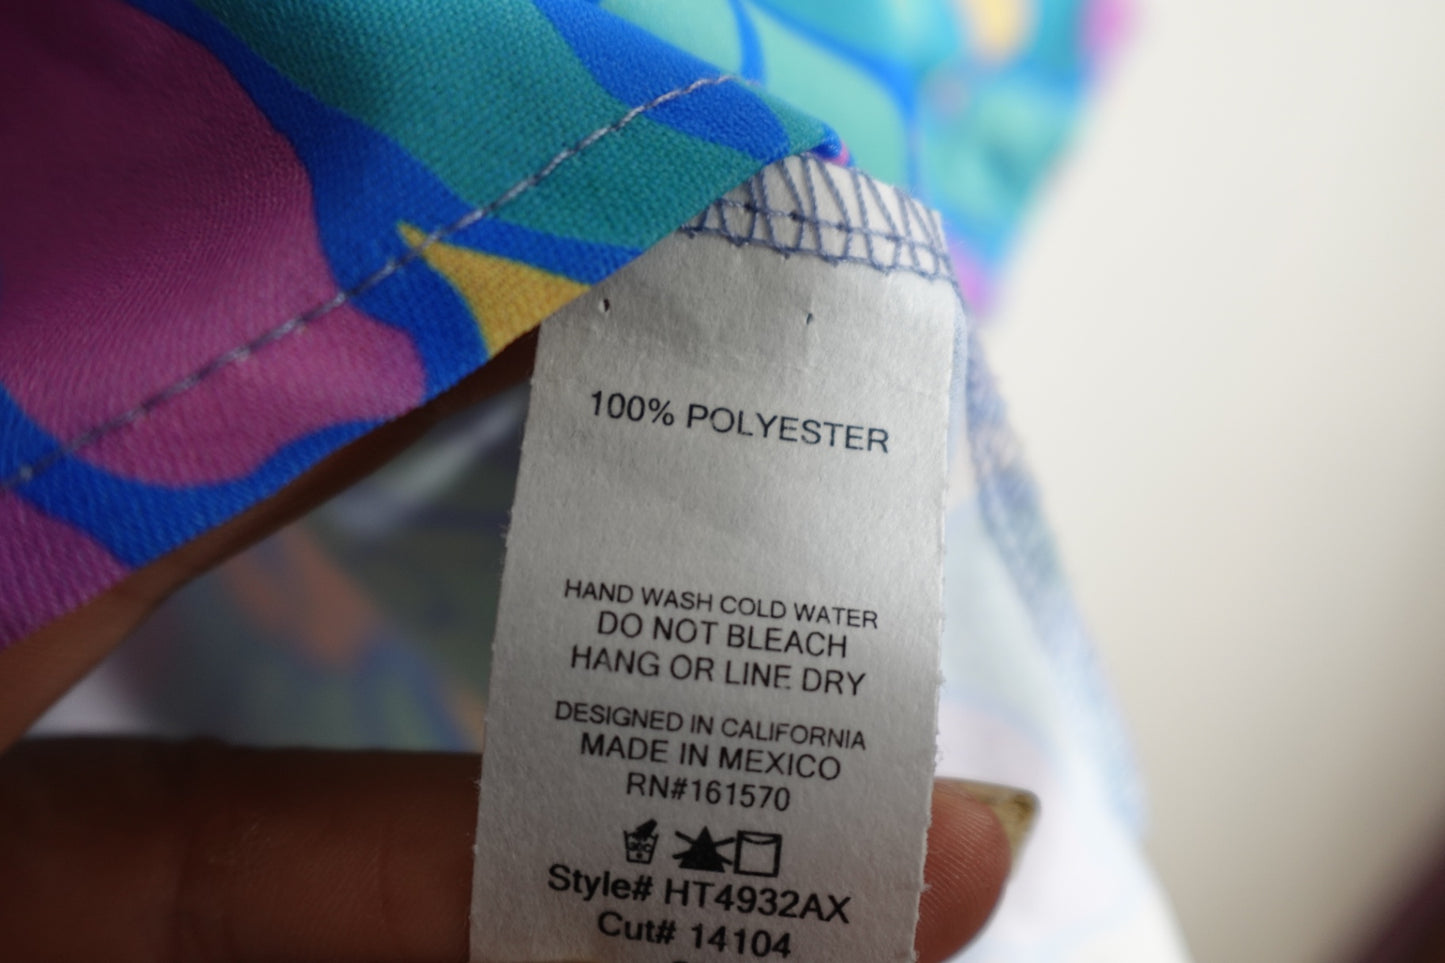 100% POLYESTER
HAND WASH COLD WATER
DO NOT BLEACH
HANG OR LINE DRY
DESIGNED IN CALIFORNIA
MADE IN MEXICO
RN#161570
Style# HT4932AX
Cut# 14104